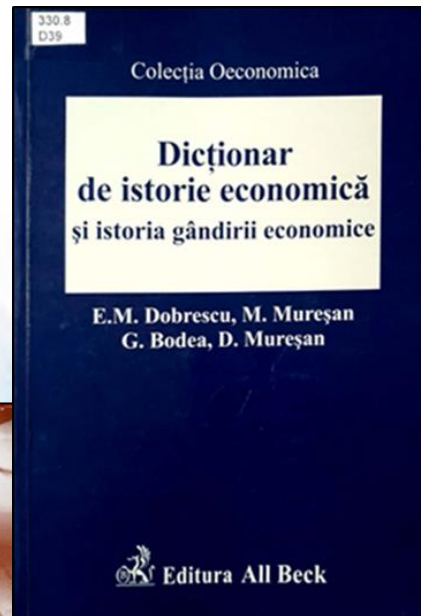 330.8
D39
Colecția Oeconomica
Dicționar
de istorie economică
și istoria gândirii economice
E.M. Dobrescu, M. Mureșan
G. Bodea, D. Mureșan
Editura All Beck